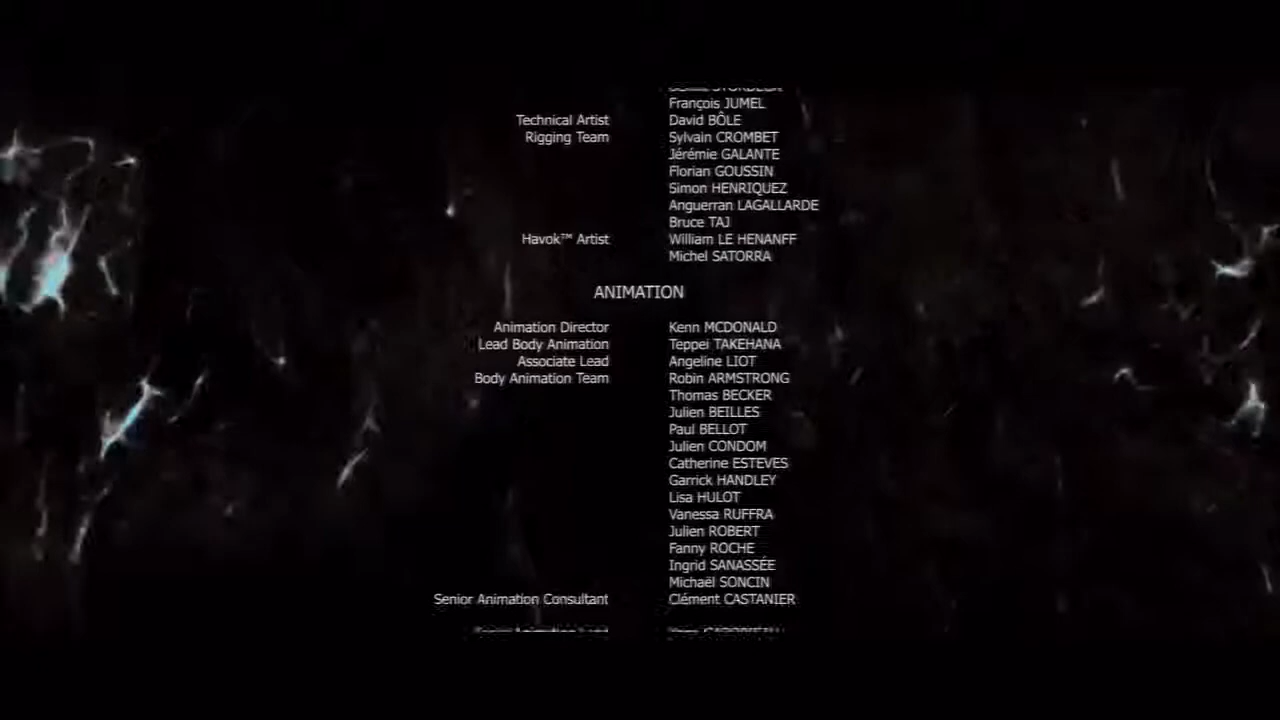 François JUMEL
Technical Artist David BÔLE
Rigging Team Sylvain CROMBET
Jérémie GALANTE
Florian GOUSSIN
Simon HENRIQUEZ
Anguerran LAGALLARDE
Bruce TAJ
Havok™ Artist William LE HENANFF
Michel SATORRA
ANIMATION
Animation Director Kenn MCDONALD
Lead Body Animation Teppei TAKEHANA
Associate Lead Angeline LIOT
Body Animation Team Robin ARMSTRONG
Thomas BECKER
Julien BEILLES
Paul BELLOT
Julien CONDOM
Catherine ESTEVES
Garrick HANDLEY
Lisa HULOT
Vanessa RUFFRA
Julien ROBERT
Fanny ROCHE
Ingrid SANASSÉE
Michaël SONCIN
Senior Animation Consultant Clément CASTANIER